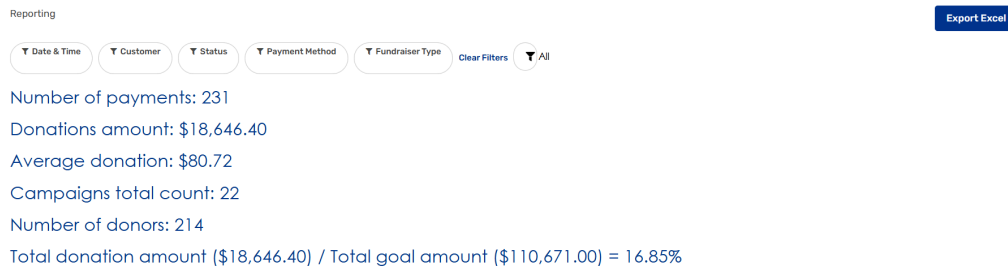 Reporting
Export Excel
Date & Time Customer Status Payment Method Fundraiser Type Clear Filters All
Number of payments: 231
Donations amount: $18,646.40
Average donation: $80.72
Campaigns total count: 22
Number of donors: 214
Total donation amount ($18,646.40) / Total goal amount ($110,671.00) = 16.85%